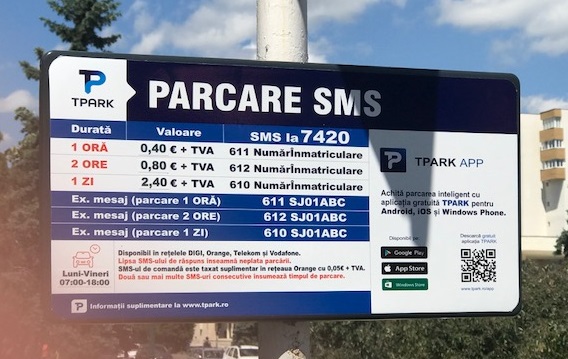 TPARK
PARCARE SMS
Durată Valoare SMS la 7420
1 ORĂ 0,40 € + TVA 611 NumărÎnmatriculare
2 ORE 0,80 € + TVA 612 NumărÎnmatriculare
1 ZI 2,40 € + TVA 610 NumărÎnmatriculare
Ex. mesaj (parcare 1 ORĂ) 611 SJ01ABC
Ex. mesaj (parcare 2 ORE) 612 SJ01ABC
Ex. mesaj (parcare 1 ZI) 610 SJ01ABC
Luni-Vineri
07:00-18:00
Disponibil în rețelele DIGI, Orange, Telekom și Vodafone.
Lipsa SMS-ului de răspuns înseamnă neplata parcării.
SMS-ul de comandă este taxat suplimentar în rețeaua Orange cu 0,05€ + TVA.
Două sau mai multe SMS-uri consecutive însumează timpul de parcare.
Informații suplimentare la www.tpark.ro
TPARK APP
Achită parcarea inteligent cu
aplicația gratuită TPARK pentru
Android, iOS și Windows Phone.
Disponibil pe:
Google Play
App Store
Windows Store
Descarcă gratuit
aplicația TPARK
www.tpark.ro/app